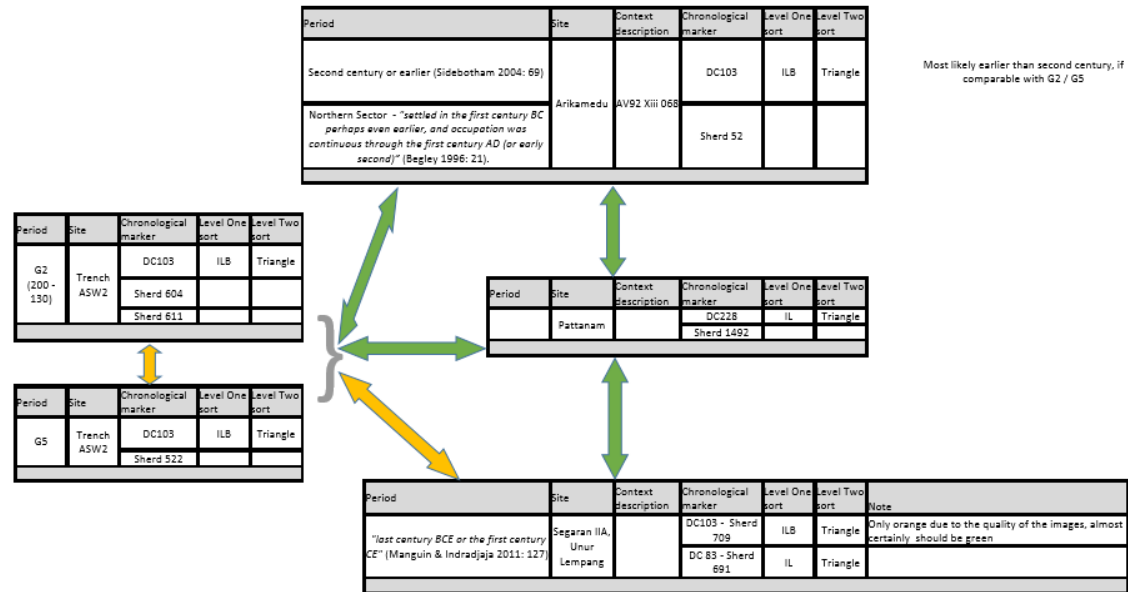 Period Site Context description Chronological marker Level One sort Level Two sort
Second century or earlier (Sidebotham 2004: 69) Arikamedu AV92 Xiii 068 DC103 ILB Triangle
Northern Sector - "settled in the first century BC perhaps even earlier, and occupation was continuous through the first century AD (or early second)" (Begley 1996: 21). Sherd 52
Most likely earlier than second century, if
comparable with G2 / G5
Period Site Chronological marker Level One sort Level Two sort
G2 (200 - 130) Trench ASW2 DC103 ILB Triangle
Sherd 604
Sherd 611
Period Site Context description Chronological marker Level One sort Level Two sort
Pattanam DC228 IL Triangle
Sherd 1492
}
Period Site Chronological marker Level One sort Level Two sort
G5 Trench ASW2 DC103 ILB Triangle
Sherd 522
Period Site Context description Chronological marker Level One sort Level Two sort Note
"last century BCE or the first century CE" (Manguin & Indradjaja 2011: 127) Segaran IIA, Unur Lempang DC103 - Sherd 709 ILB Triangle Only orange due to the quality of the images, almost certainly should be green
DC 83 - Sherd 691 IL Triangle